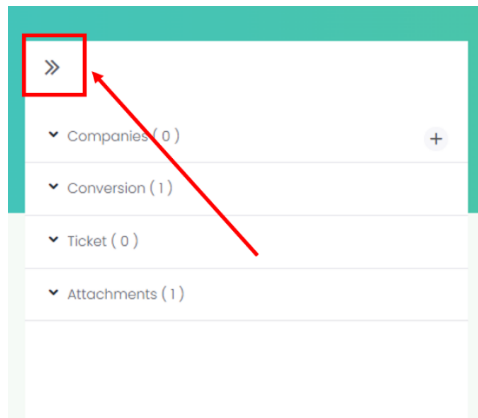 Companies ( 0 )
Conversion ( 1 )
Ticket ( 0 )
Attachments ( 1 )